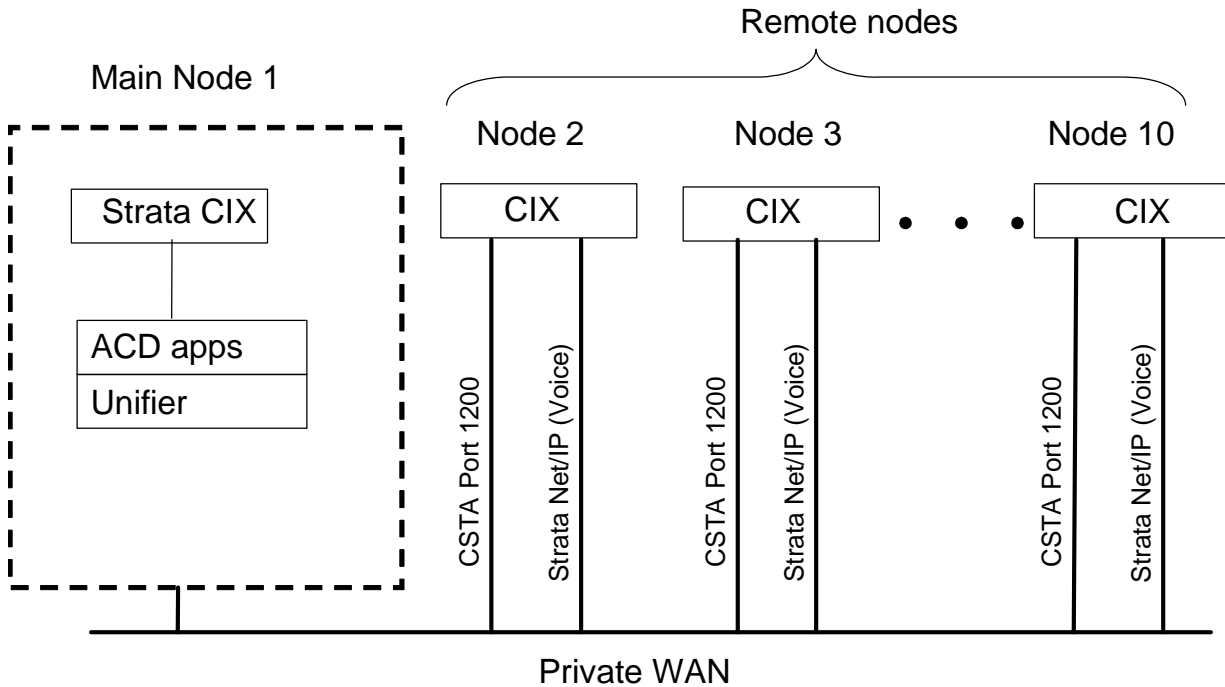 Remote nodes
Main Node 1
Node 2
Node 3
Node 10
Strata CIX
CIX
CIX
CIX
ACD apps
Unifier
CSTA Port 1200
Strata Net/IP (Voice)
CSTA Port 1200
Strata Net/IP (Voice)
CSTA Port 1200
Strata Net/IP (Voice)
Private WAN